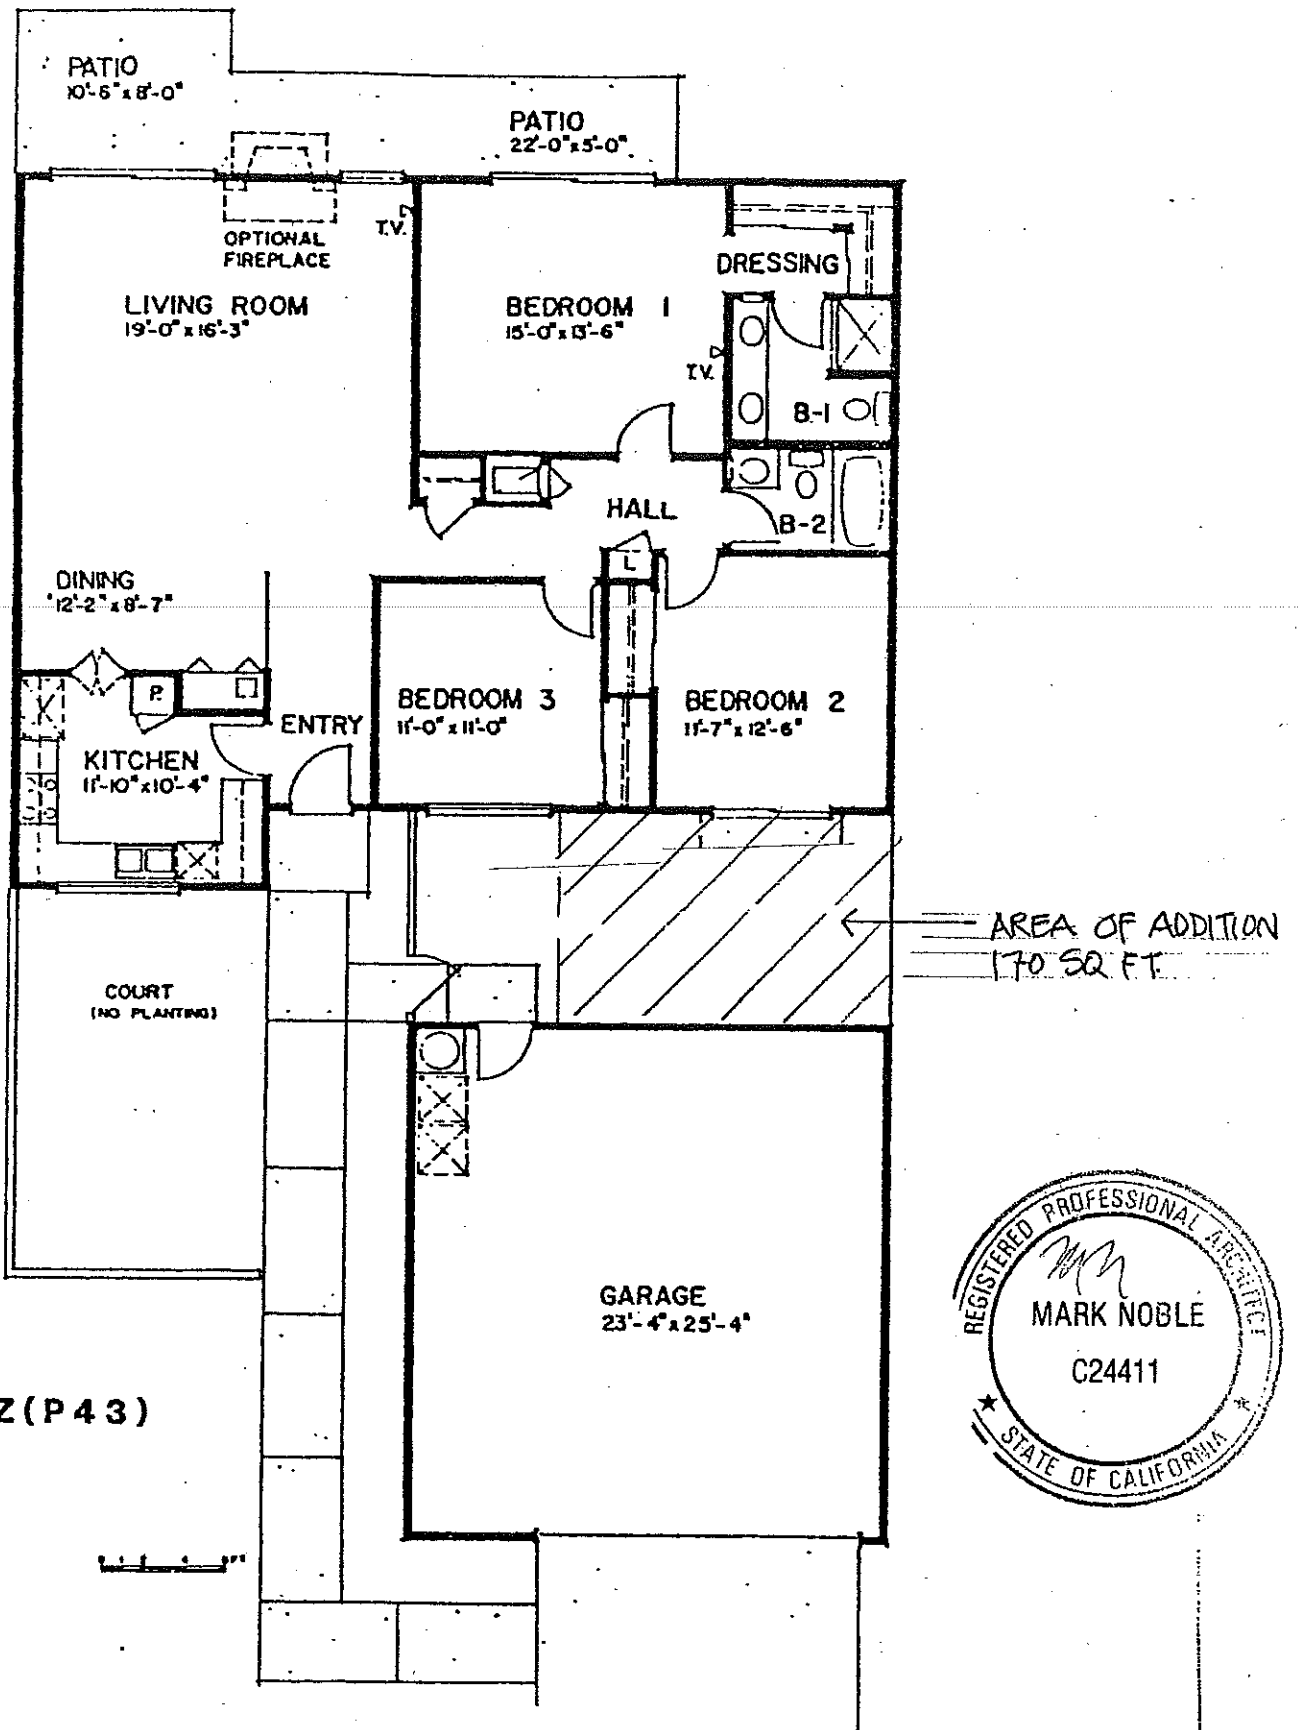 PATIO
10'-6" x 8'-0"
PATIO
22'-0" x 5'-0"
OPTIONAL
FIREPLACE
T.V.
DRESSING
LIVING ROOM
19'-0" x 16'-3"
BEDROOM 1
15'-0" x 13'-6"
T.V.
B-1
HALL
B-2
L
DINING
12'-2" x 8'-7"
P.
ENTRY
BEDROOM 3
11'-0" x 11'-0"
BEDROOM 2
11'-7" x 12'-6"
KITCHEN
11'-10" x 10'-4"
AREA OF ADDITION
170 SQ FT.
COURT
(NO PLANTING)
GARAGE
23'-4" x 25'-4"
REGISTERED PROFESSIONAL ARCHITECT
MARK NOBLE
C24411
STATE OF CALIFORNIA
Z(P43)